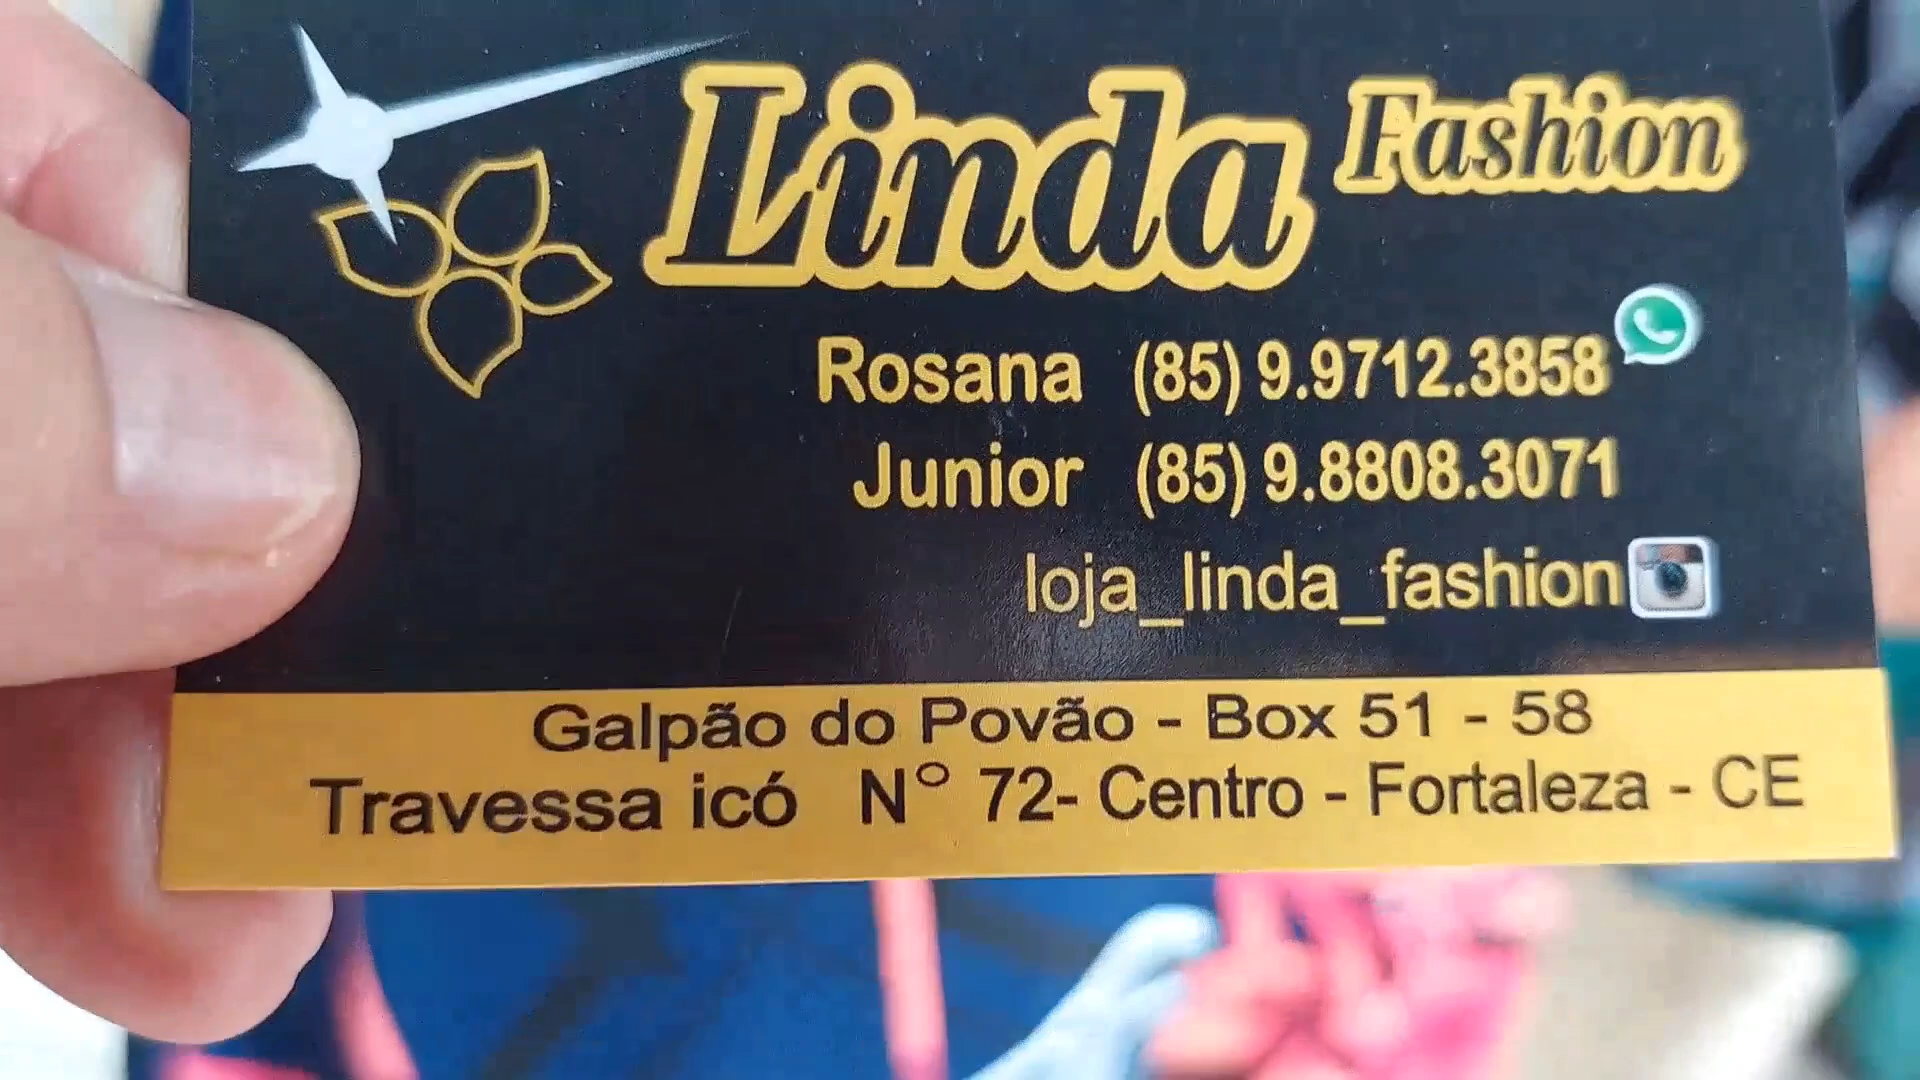 Linda Fashion
Rosana (85) 9.9712.3858
Junior (85) 9.8808.3071
loja_linda_fashion
Galpão do Povão - Box 51 - 58
Travessa icó N° 72- Centro - Fortaleza - CE